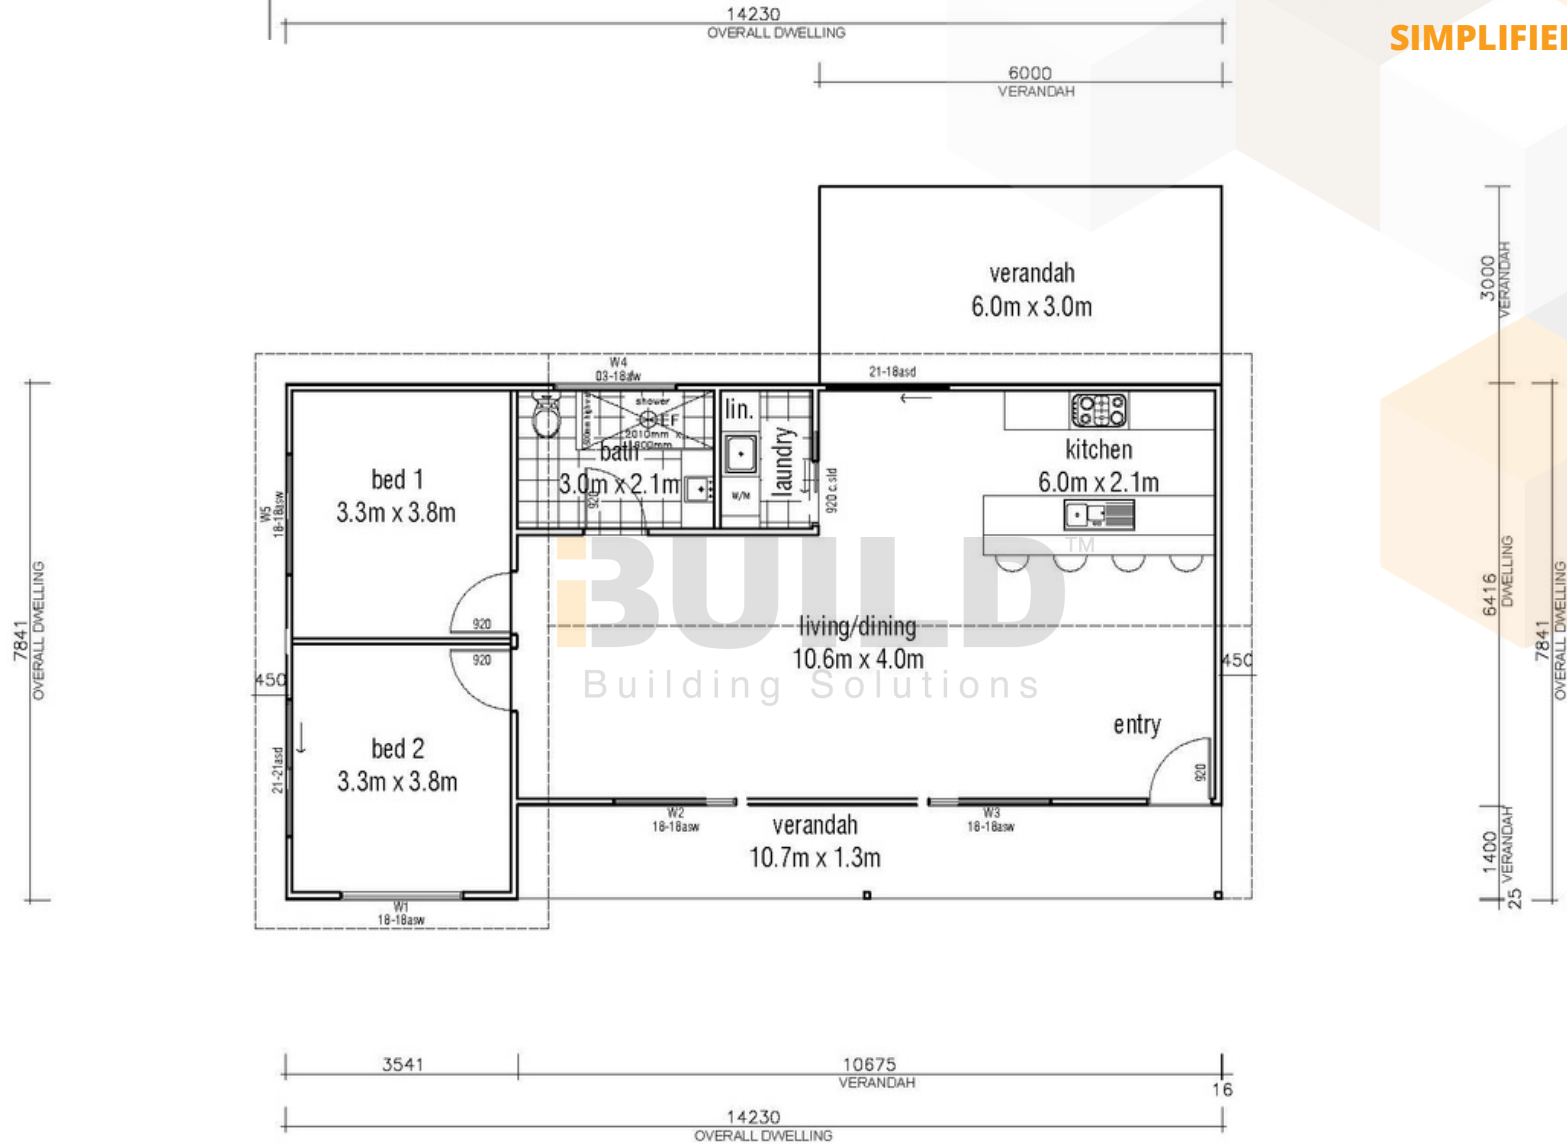 14230
OVERALL DWELLING
SIMPLIFIE
6000
VERANDAH
verandah
6.0m x 3.0m
3000
VERANDAH
W4
03-18afw
21-18asd
shower
EF
2010mm x
900mm
bath
3.0m x 2.1m
920
lin.
laundry
W/M
920 c.sld
kitchen
6.0m x 2.1m
bed 1
3.3m x 3.8m
W5
18-18asw
920
920
7841
OVERALL DWELLING
450
iBUILD™
Building Solutions
living/dining
10.6m x 4.0m
450
6416
DWELLING
7841
OVERALL DWELLING
entry
920
bed 2
3.3m x 3.8m
21-21asd
W2
18-18asw
W3
18-18asw
verandah
10.7m x 1.3m
1400
VERANDAH
25
W1
18-18asw
3541
10675
VERANDAH
16
14230
OVERALL DWELLING